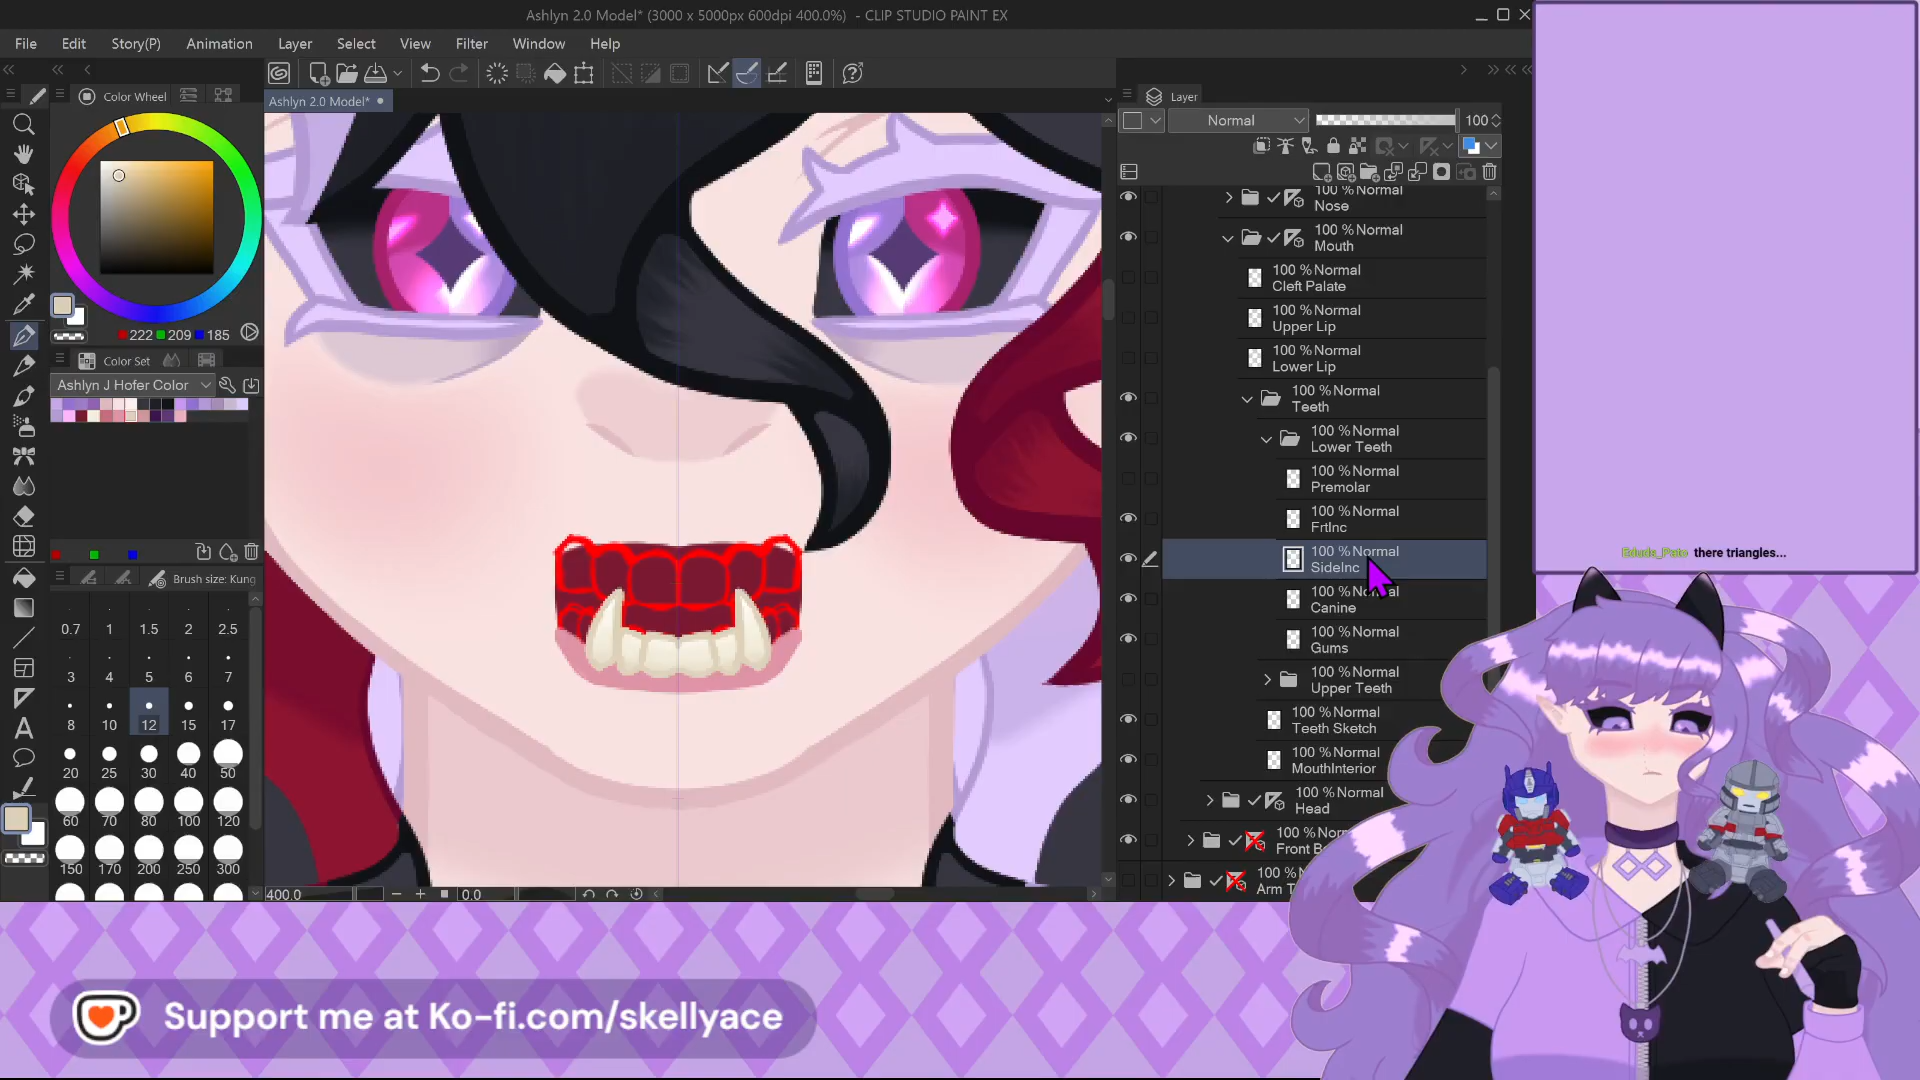 Ashlyn 2.0 Model* (3000 x 5000px 600dpi 400.0%) - CLIP STUDIO PAINT EX
File Edit Story(P) Animation Layer Select View Filter Window Help
Color Wheel
Ashlyn 2.0 Model*
Layer
Normal 100
100 %Normal
Nose
100 %Normal
Mouth
100 %Normal
Cleft Palate
100 %Normal
Upper Lip
100 %Normal
Lower Lip
100 %Normal
Teeth
100 %Normal
Lower Teeth
100 %Normal
Premolar
100 %Normal
FrtInc
100 %Normal
SideInc
100 %Normal
Canine
100 %Normal
Gums
100 %Normal
Upper Teeth
100 %Normal
Teeth Sketch
100 %Normal
MouthInterior
100 %Normal
Head
100 %Nor
Front B
100 %
Arm T
222 209 185
Color Set
Ashlyn J Hofer Color
Brush size: Kung
0.7 1 1.5 2 2.5
3 4 5 6 7
8 10 12 15 17
20 25 30 40 50
60 70 80 100 120
150 170 200 250 300
400.0 0.0
there triangles...
Support me at Ko-fi.com/skellyace